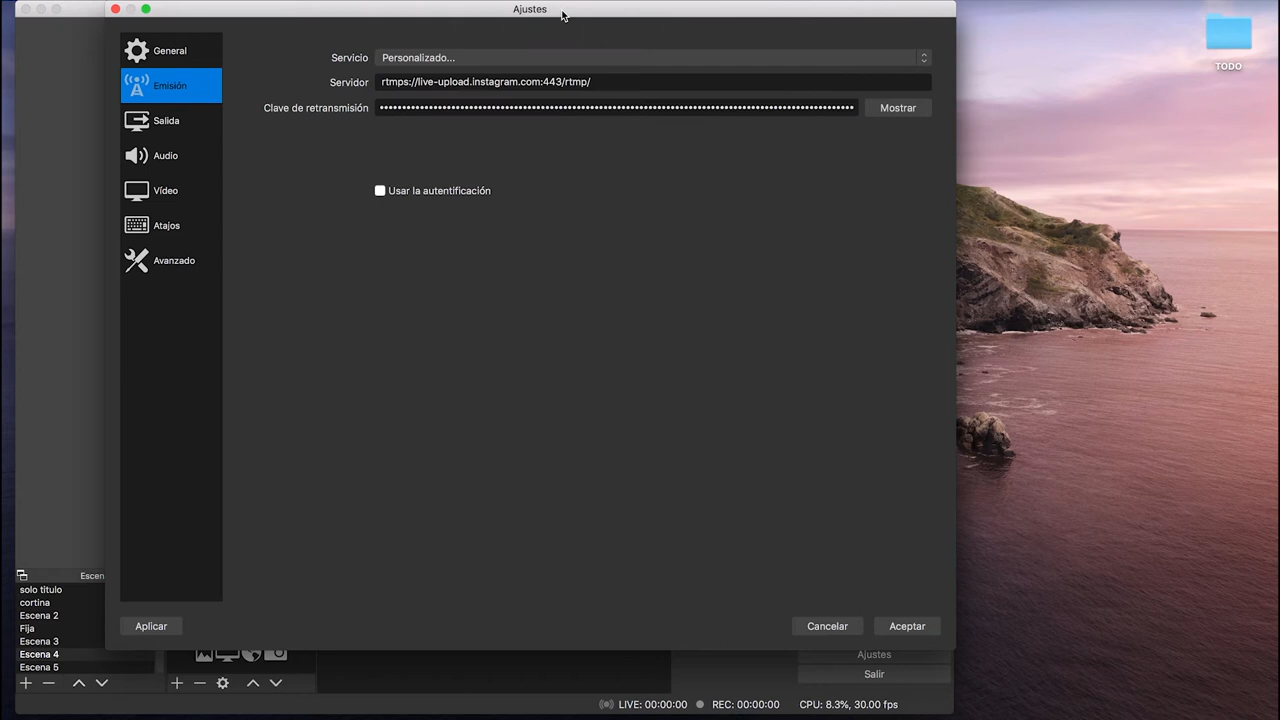 Ajustes
TODO
General
Emisión
Salida
Audio
Vídeo
Atajos
Avanzado
Servicio Personalizado...
Servidor rtmps://live-upload.instagram.com:443/rtmp/
Clave de retransmisión Mostrar
Usar la autentificación
Aplicar Cancelar Aceptar
Escen
solo titulo
cortina
Escena 2
Fija
Escena 3
Escena 4
Escena 5
Ajustes
Salir
LIVE: 00:00:00 REC: 00:00:00 CPU: 8.3%, 30.00 fps